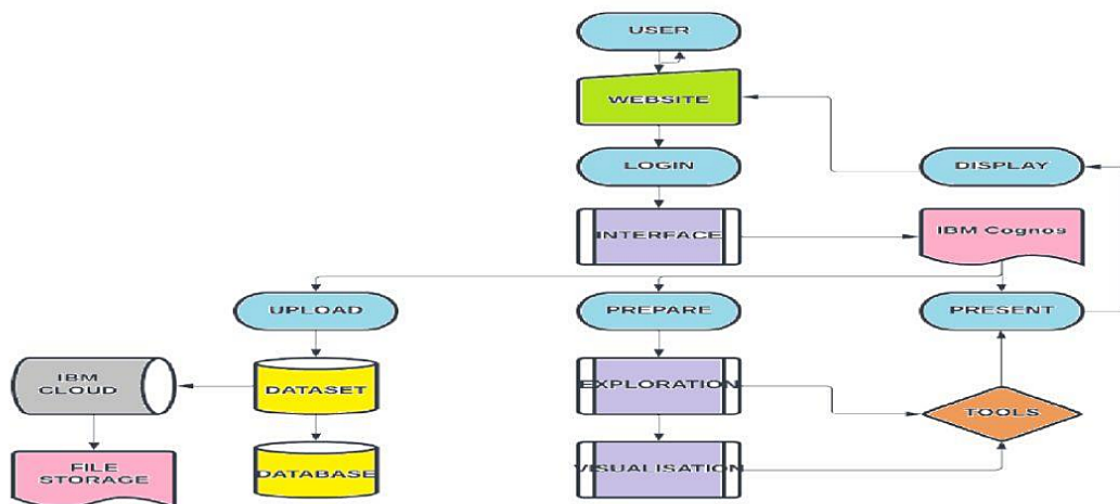 USER
WEBSITE
LOGIN
DISPLAY
INTERFACE
IBM Cognos
UPLOAD
PREPARE
PRESENT
IBM
CLOUD
DATASET
EXPLORATION
TOOLS
FILE
STORAGE
DATABASE
VISUALISATION